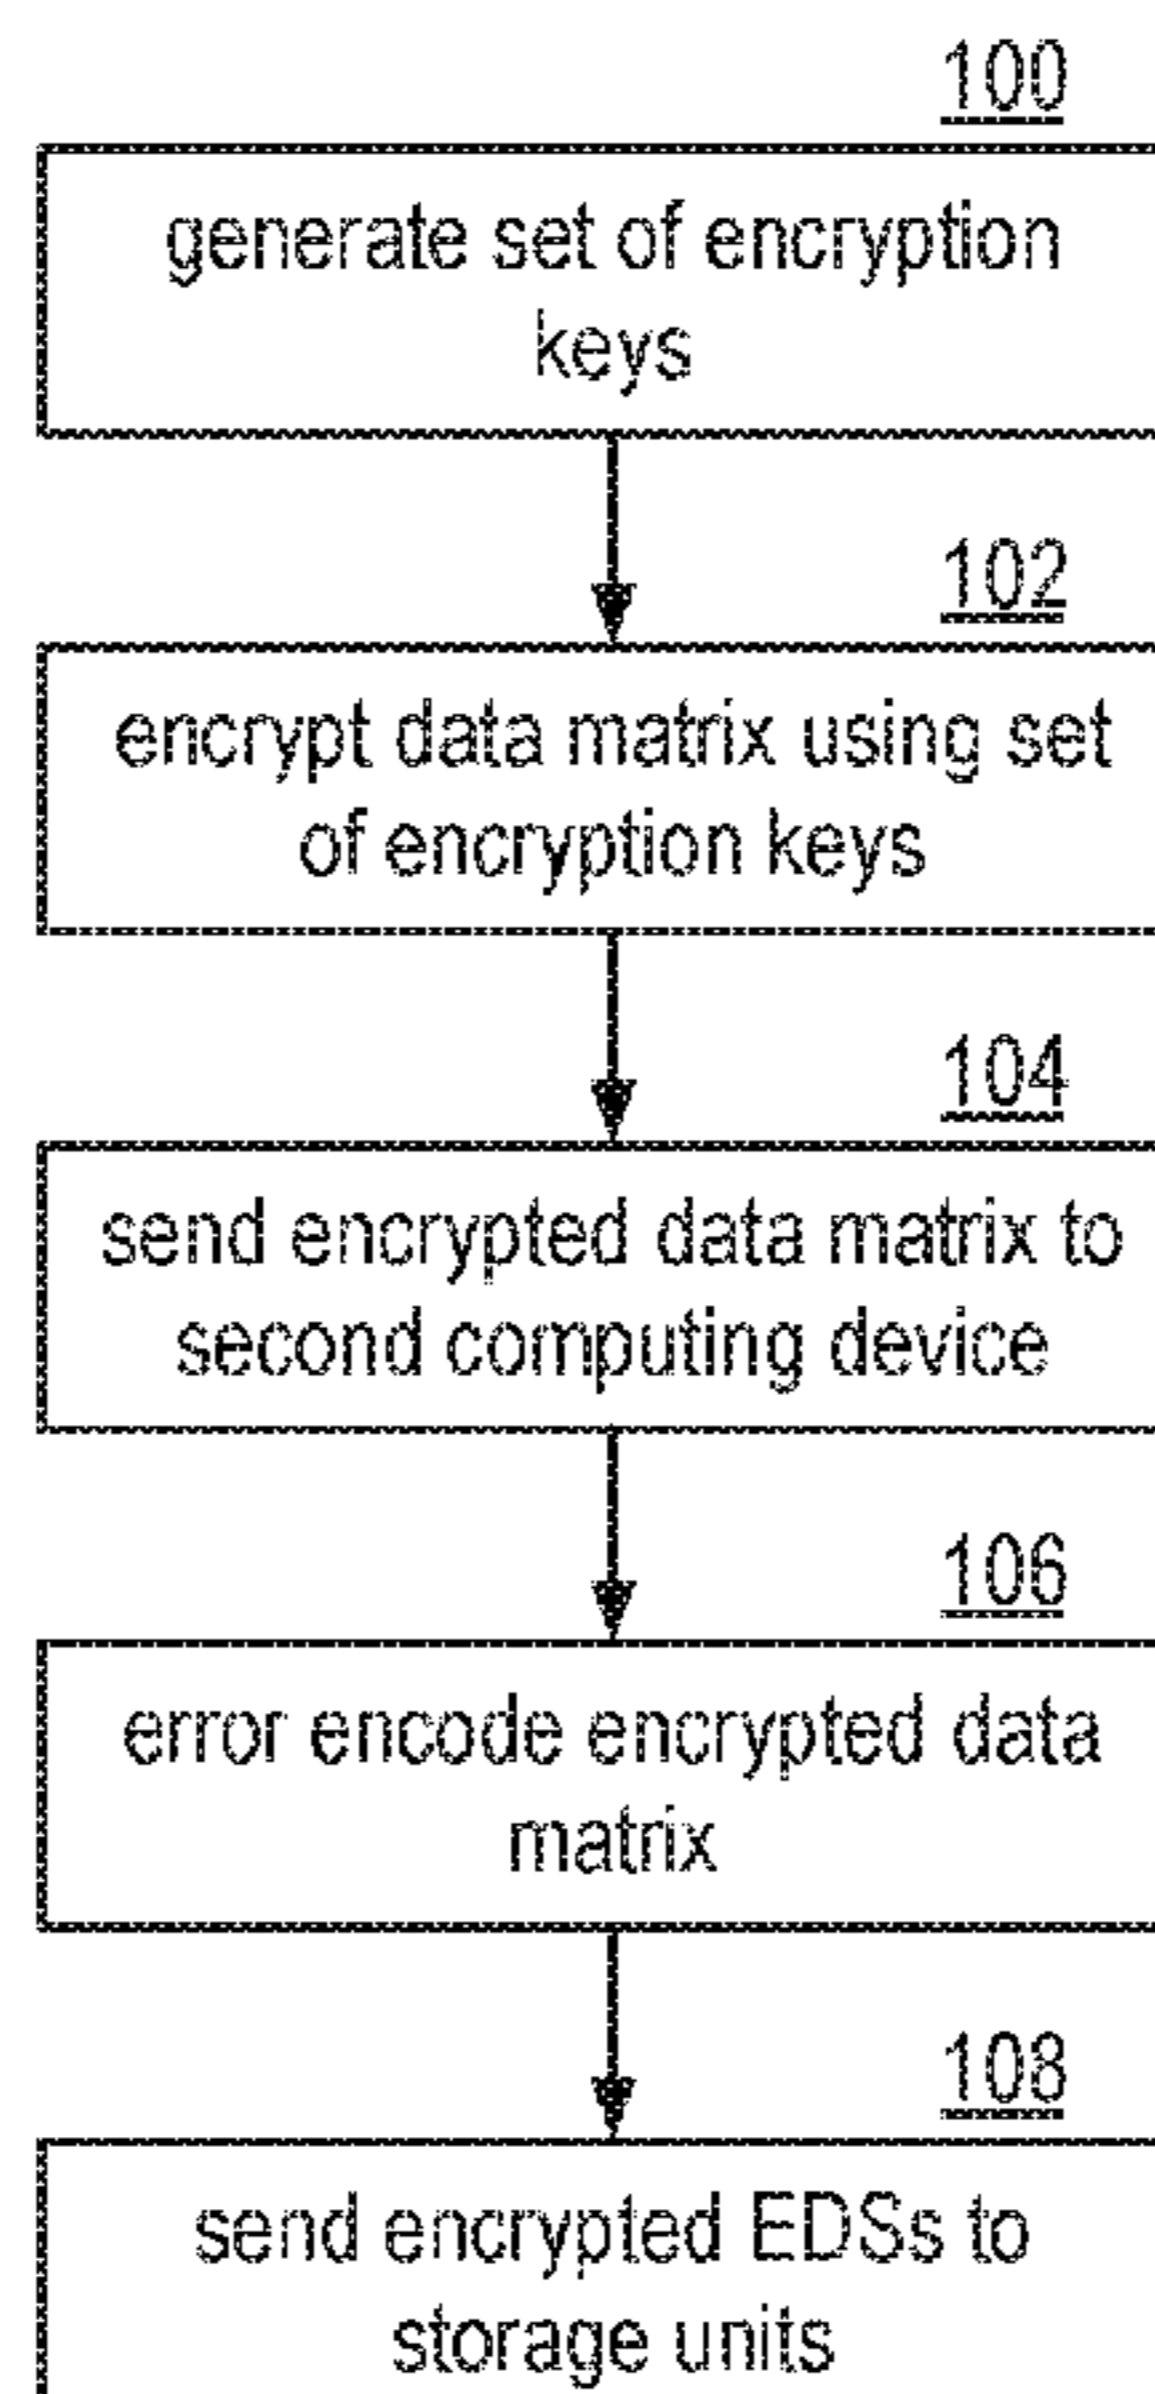 100
generate set of encryption
keys
102
encrypt data matrix using set
of encryption keys
104
send encrypted data matrix to
second computing device
106
error encode encrypted data
matrix
108
send encrypted EDSs to
storage units